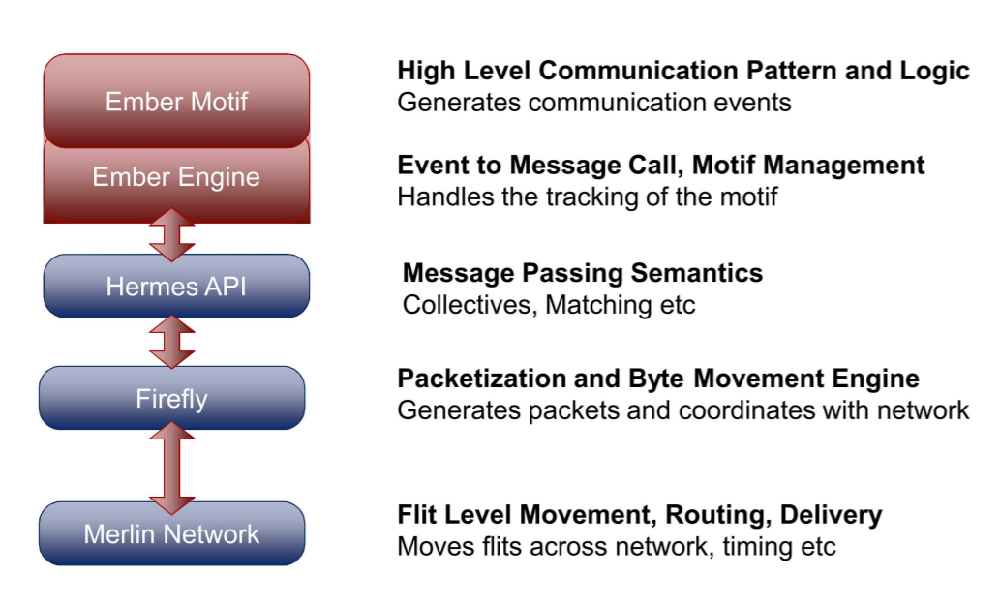 Ember Motif
High Level Communication Pattern and Logic
Generates communication events
Ember Engine
Event to Message Call, Motif Management
Handles the tracking of the motif
Hermes API
Message Passing Semantics
Collectives, Matching etc
Firefly
Packetization and Byte Movement Engine
Generates packets and coordinates with network
Merlin Network
Flit Level Movement, Routing, Delivery
Moves flits across network, timing etc